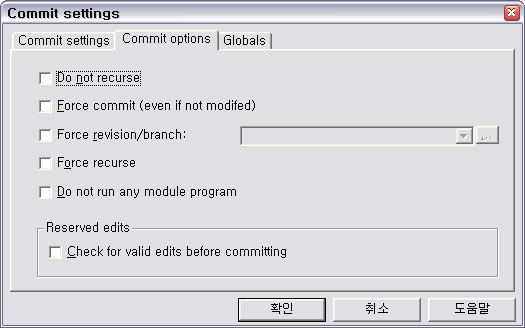 Commit settings
Commit settings Commit options Globals
Do not recurse
Force commit (even if not modifed)
Force revision/branch: ...
Force recurse
Do not run any module program
Reserved edits
Check for valid edits before committing
확인 취소 도움말